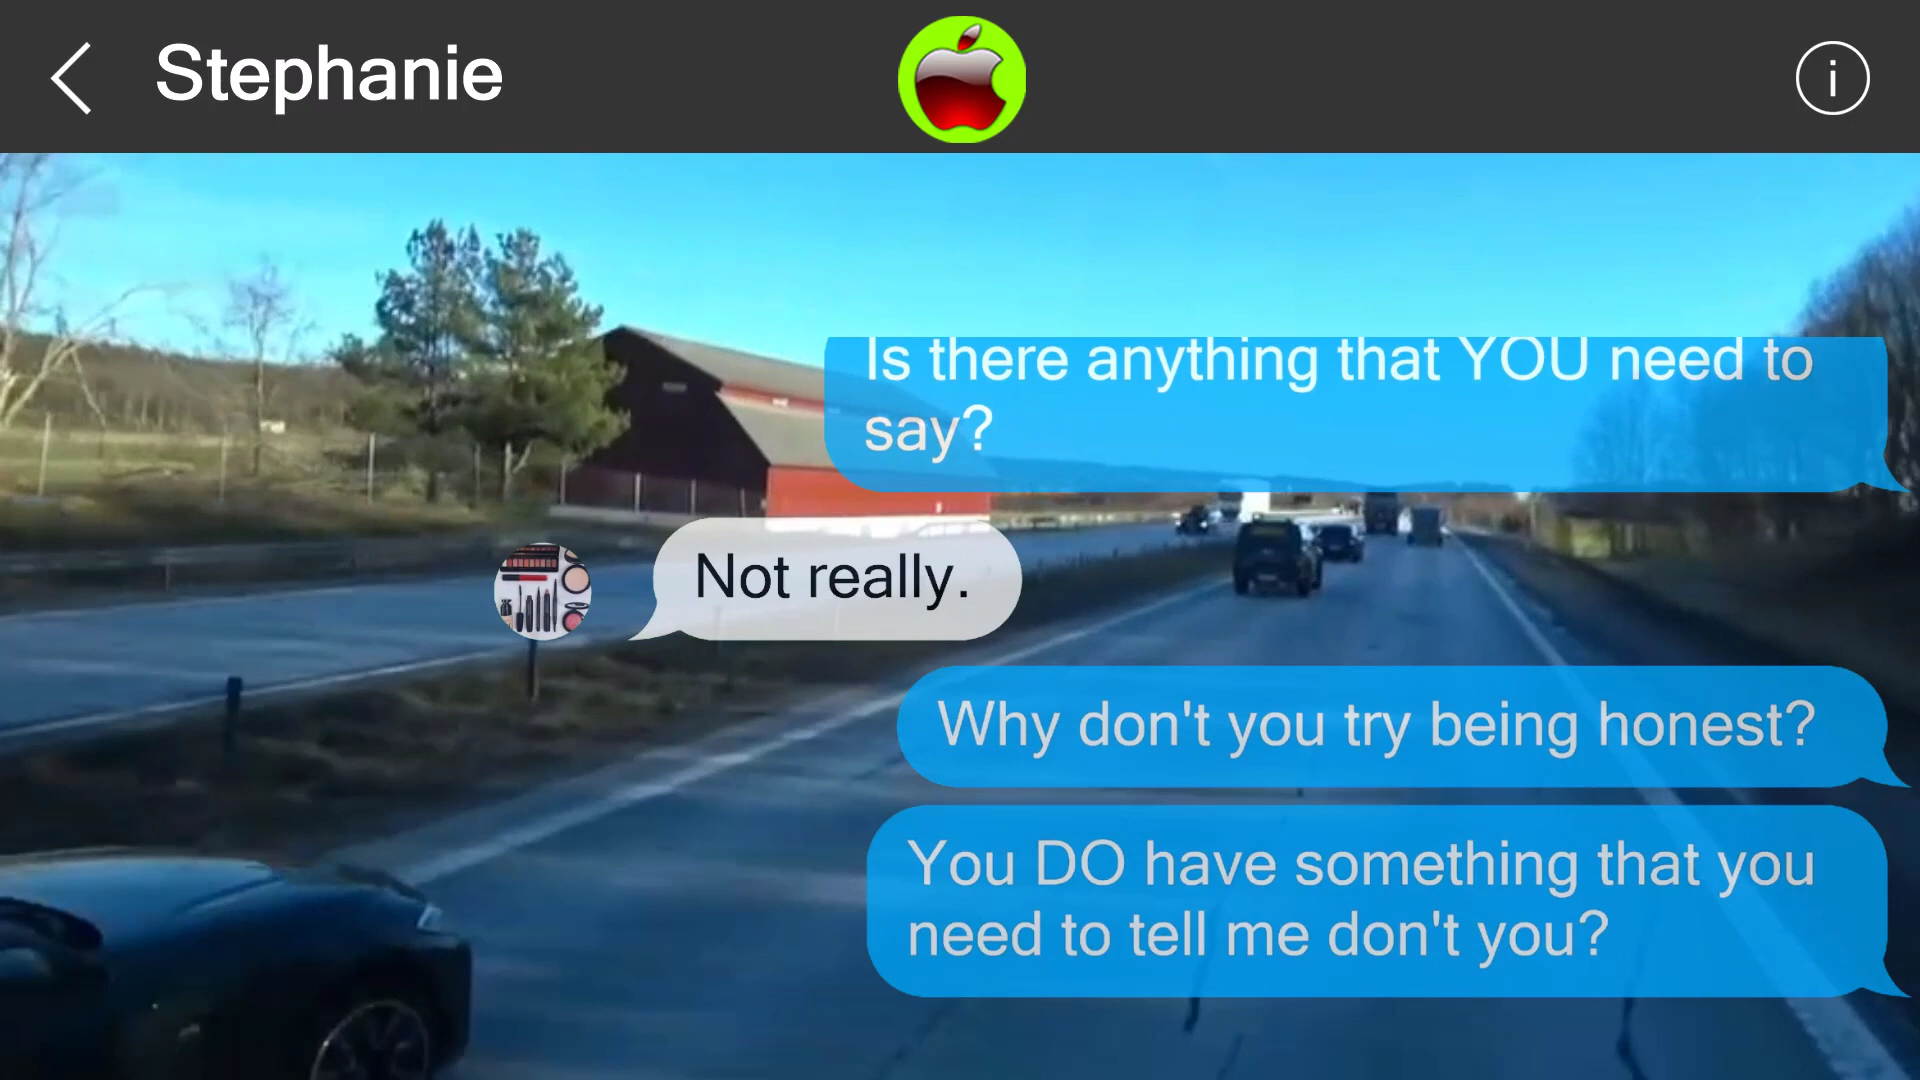 Stephanie
i
Is there anything that YOU need to
say?
Not really.
Why don't you try being honest?
You DO have something that you
need to tell me don't you?